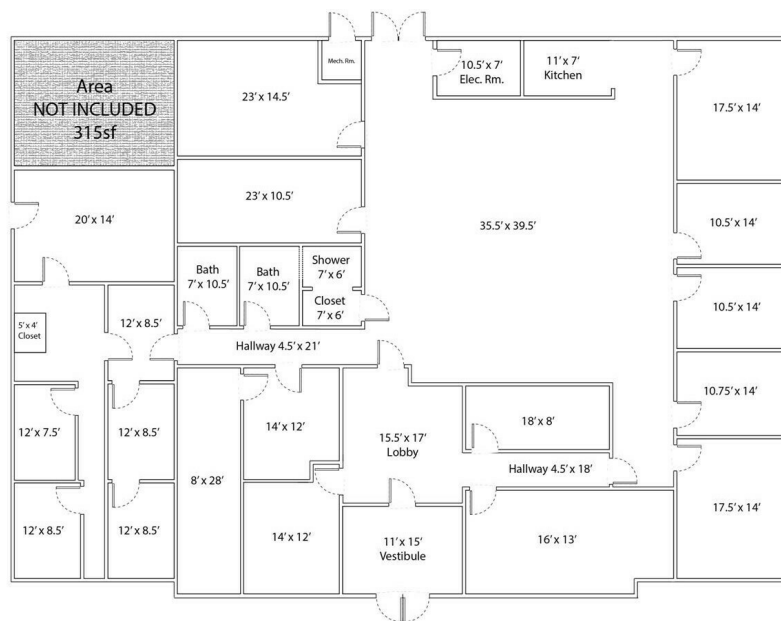 Mech. Rm.
Area
NOT INCLUDED
315sf
23’ x 14.5’
10.5’ x 7’
Elec. Rm.
11’ x 7’
Kitchen
17.5’ x 14’
20’ x 14’
23’ x 10.5’
35.5’ x 39.5’
10.5’ x 14’
Bath
7’ x 10.5’
Bath
7’ x 10.5’
Shower
7’ x 6’
Closet
7’ x 6’
10.5’ x 14’
5’ x 4’
Closet
12’ x 8.5’
Hallway 4.5’ x 21’
10.75’ x 14’
12’ x 7.5’
12’ x 8.5’
8’ x 28’
14’ x 12’
15.5’ x 17’
Lobby
18’ x 8’
Hallway 4.5’ x 18’
17.5’ x 14’
12’ x 8.5’
12’ x 8.5’
14’ x 12’
11’ x 15’
Vestibule
16’ x 13’